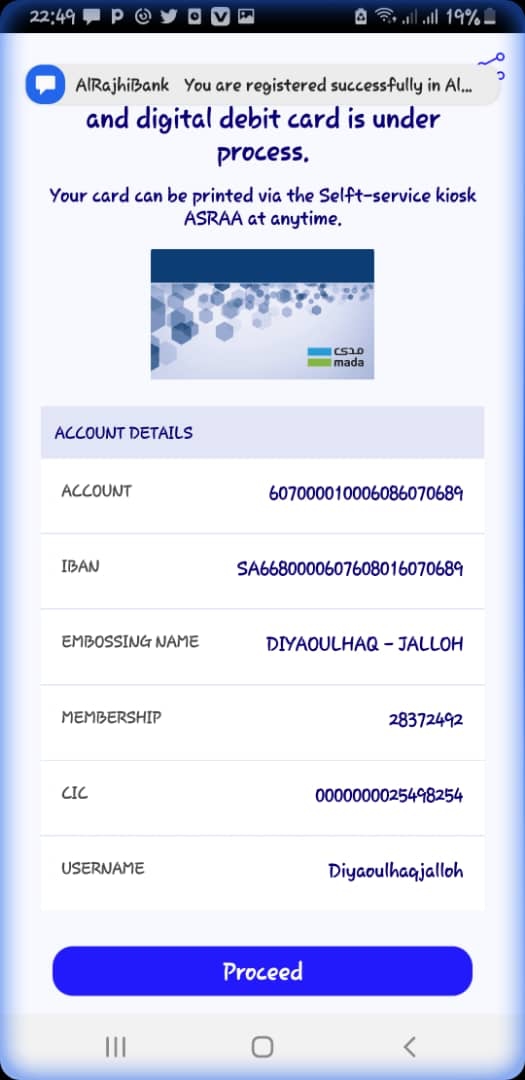 22:49
19%
AlRajhiBank You are registered successfully in Al...
and digital debit card is under
process.
Your card can be printed via the Selft-service kiosk
ASRAA at anytime.
مدى
mada
ACCOUNT DETAILS
ACCOUNT 607000010006086070689
IBAN SA6680000607608016070689
EMBOSSING NAME DIYAOULHAQ - JALLOH
MEMBERSHIP 28372492
CIC 0000000025498254
USERNAME Diyaoulhaqjalloh
Proceed